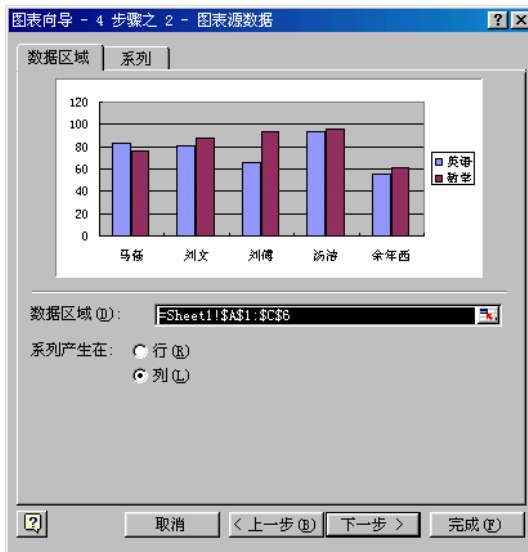 图表向导 - 4 步骤之 2 - 图表源数据
数据区域 系列
120
100
80
60
40
20
0
英语
数学
马磊 刘文 刘傅 汤洁 余年西
数据区域(D): =Sheet1!$A$1:$C$6
系列产生在: 行(R)
列(L)
取消 < 上一步(B) 下一步 > 完成(F)